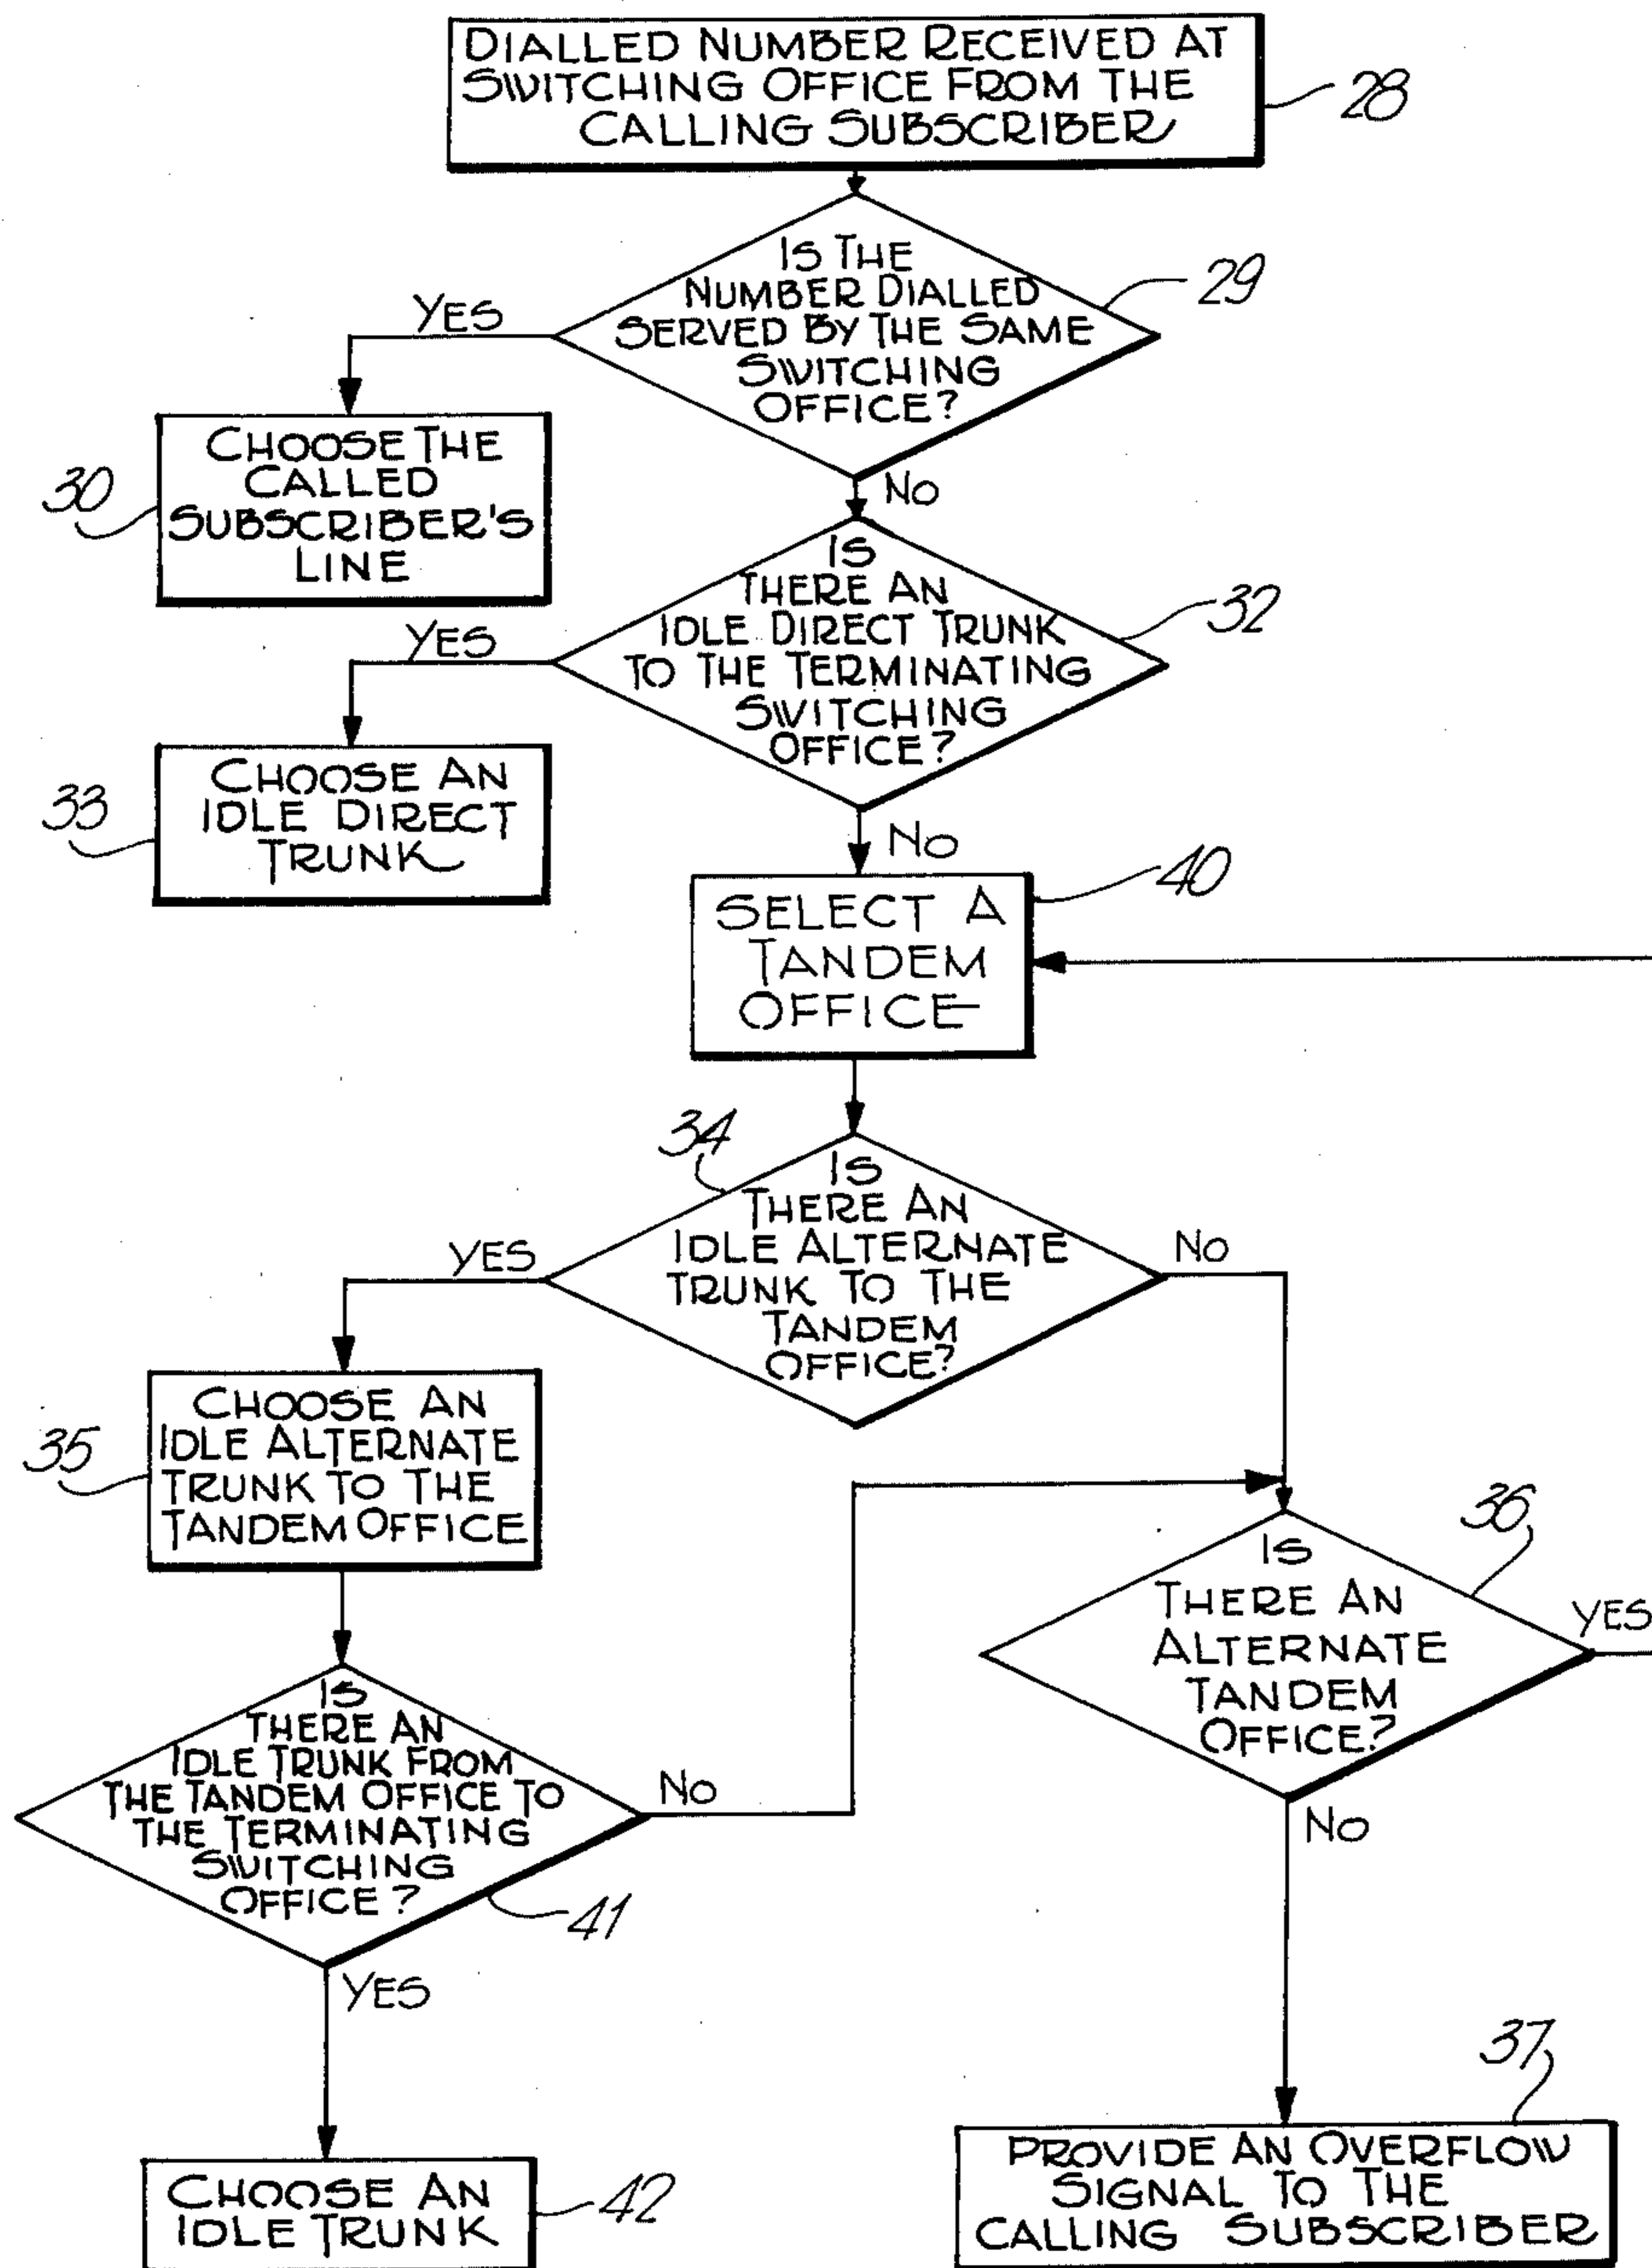 DIALLED NUMBER RECEIVED AT
SWITCHING OFFICE FROM THE
CALLING SUBSCRIBER
28
IS THE
NUMBER DIALLED
SERVED BY THE SAME
SWITCHING
OFFICE?
29
YES
NO
CHOOSE THE
CALLED
SUBSCRIBER'S
LINE
30
IS
THERE AN
IDLE DIRECT TRUNK
TO THE TERMINATING
SWITCHING
OFFICE?
32
YES
NO
CHOOSE AN
IDLE DIRECT
TRUNK
33
SELECT A
TANDEM
OFFICE
40
34
IS
THERE AN
IDLE ALTERNATE
TRUNK TO THE
TANDEM
OFFICE?
YES
NO
CHOOSE AN
IDLE ALTERNATE
TRUNK TO THE
TANDEM OFFICE
35
IS
THERE AN
ALTERNATE
TANDEM
OFFICE?
36
YES
NO
IS
THERE AN
IDLE TRUNK FROM
THE TANDEM OFFICE TO
THE TERMINATING
SWITCHING
OFFICE?
41
NO
YES
CHOOSE AN
IDLE TRUNK
42
37
PROVIDE AN OVERFLOW
SIGNAL TO THE
CALLING SUBSCRIBER